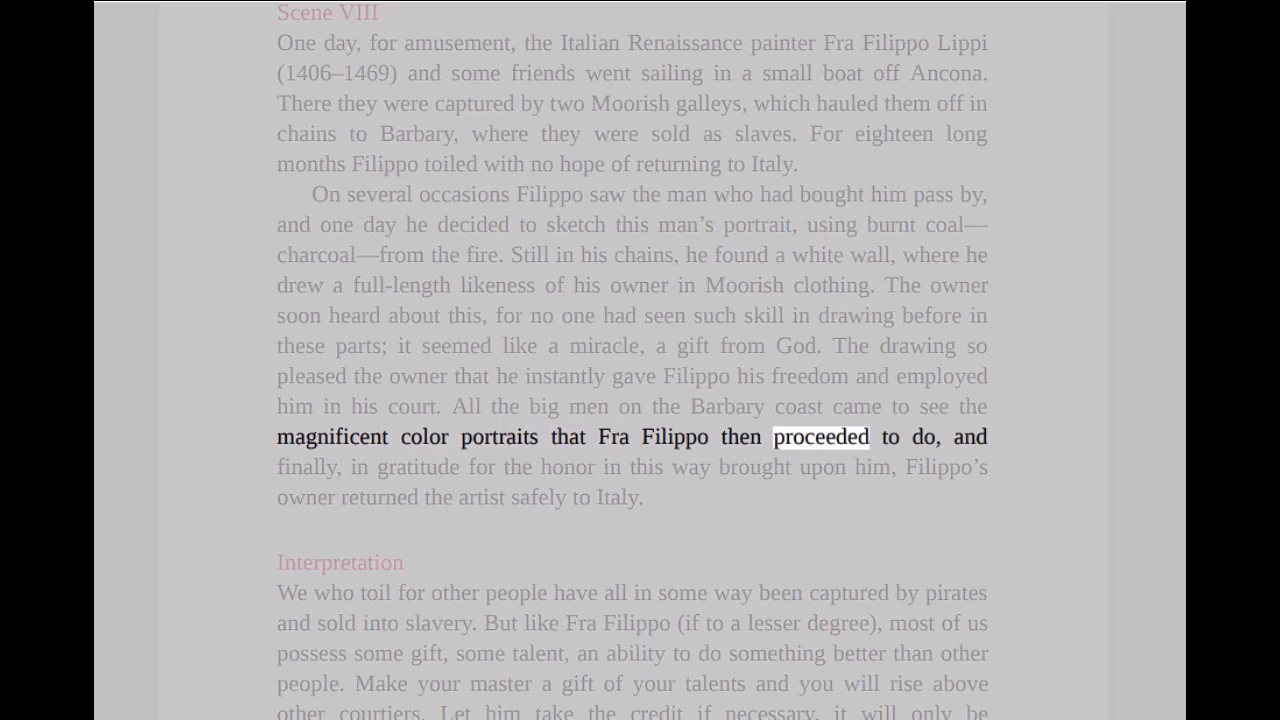 Scene VIII
One day, for amusement, the Italian Renaissance painter Fra Filippo Lippi
(1406–1469) and some friends went sailing in a small boat off Ancona.
There they were captured by two Moorish galleys, which hauled them off in
chains to Barbary, where they were sold as slaves. For eighteen long
months Filippo toiled with no hope of returning to Italy.
On several occasions Filippo saw the man who had bought him pass by,
and one day he decided to sketch this man’s portrait, using burnt coal—
charcoal—from the fire. Still in his chains, he found a white wall, where he
drew a full-length likeness of his owner in Moorish clothing. The owner
soon heard about this, for no one had seen such skill in drawing before in
these parts; it seemed like a miracle, a gift from God. The drawing so
pleased the owner that he instantly gave Filippo his freedom and employed
him in his court. All the big men on the Barbary coast came to see the
magnificent color portraits that Fra Filippo then proceeded to do, and
finally, in gratitude for the honor in this way brought upon him, Filippo’s
owner returned the artist safely to Italy.
Interpretation
We who toil for other people have all in some way been captured by pirates
and sold into slavery. But like Fra Filippo (if to a lesser degree), most of us
possess some gift, some talent, an ability to do something better than other
people. Make your master a gift of your talents and you will rise above
other courtiers. Let him take the credit if necessary, it will only be